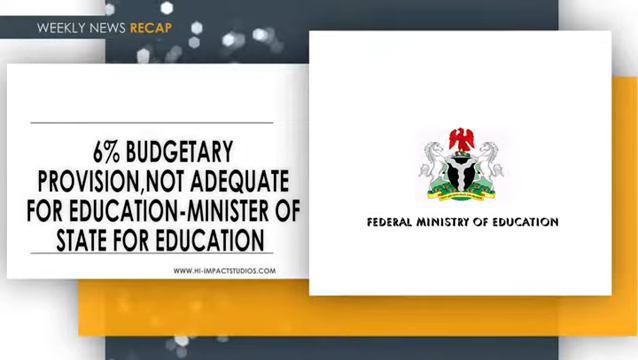 WEEKLY NEWS RECAP
6% BUDGETARY
PROVISION,NOT ADEQUATE
FOR EDUCATION-MINISTER OF
STATE FOR EDUCATION
WWW.HI-IMPACTSTUDIOS.COM
FEDERAL MINISTRY OF EDUCATION